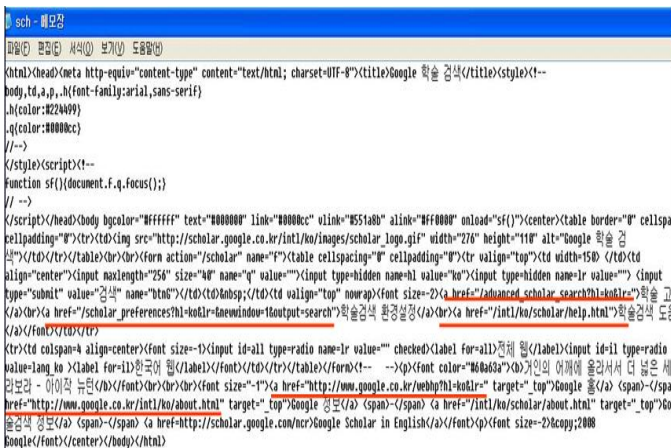 sch - 메모장
파일(F) 편집(E) 서식(O) 보기(V) 도움말(H)
<html><head><meta http-equiv="content-type" content="text/html; charset=UTF-8"><title>Google 학술 검색</title><style><!--
body,td,a,p,.h{font-family:arial,sans-serif}
.h{color:#224499}
.q{color:#0000cc}
//-->
</style><script><!--
function sf(){document.f.q.focus();}
// -->
</script></head><body bgcolor="#ffffff" text="#000000" link="#0000cc" vlink="#551a8b" alink="#ff0000" onload="sf()"><center><table border="0" cellspa
cellpadding="0"><tr><td><img src="http://scholar.google.co.kr/intl/ko/images/scholar_logo.gif" width="276" height="110" alt="Google 학술 검
색"></td></tr></table><br><br><form action="/scholar" name="f"><table cellspacing="0" cellpadding="0"><tr valign="top"><td width=150> </td><td
align="center"><input maxlength="256" size="40" name="q" value=""><input type=hidden name=hl value="ko"><input type=hidden name=lr value=""> <input
type="submit" value="검색" name="btnG"></td><td>&nbsp;</td><td valign="top" nowrap><font size=-2><a href="/advanced_scholar_search?hl=ko&lr=">학술 고
</a><br><a href="/scholar_preferences?hl=ko&lr=&newwindow=1&output=search">학술검색 환경설정</a><br><a href="/intl/ko/scholar/help.html">학술검색 도움
</a></font></td></tr>
<tr><td colspan=4 align=center><font size=-1><input id=all type=radio name=lr value="" checked><label for=all>전체 웹</label><input id=il type=radio
value=lang_ko ><label for=il>한국어 웹</label></font></td></tr></table></form><!-- --><p><font color="#60a63a"><b>거인의 어깨에 올라서서 더 넓은 세
라보라 - 아이작 뉴턴</b></font><br><br><br><font size="-1"><a href="http://www.google.co.kr/webhp?hl=ko&lr=" target="_top">Google 홈</a> <span>-</spa
href="http://www.google.co.kr/intl/ko/about.html" target="_top">Google 정보</a> <span>-</span> <a href="/intl/ko/scholar/about.html" target="_top">Go
술검색 정보</a> <span>-</span> <a href=http://scholar.google.com/ncr>Google Scholar in English</a></font><p><font size=-2>&copy;2008
Google</font></center></body></html>